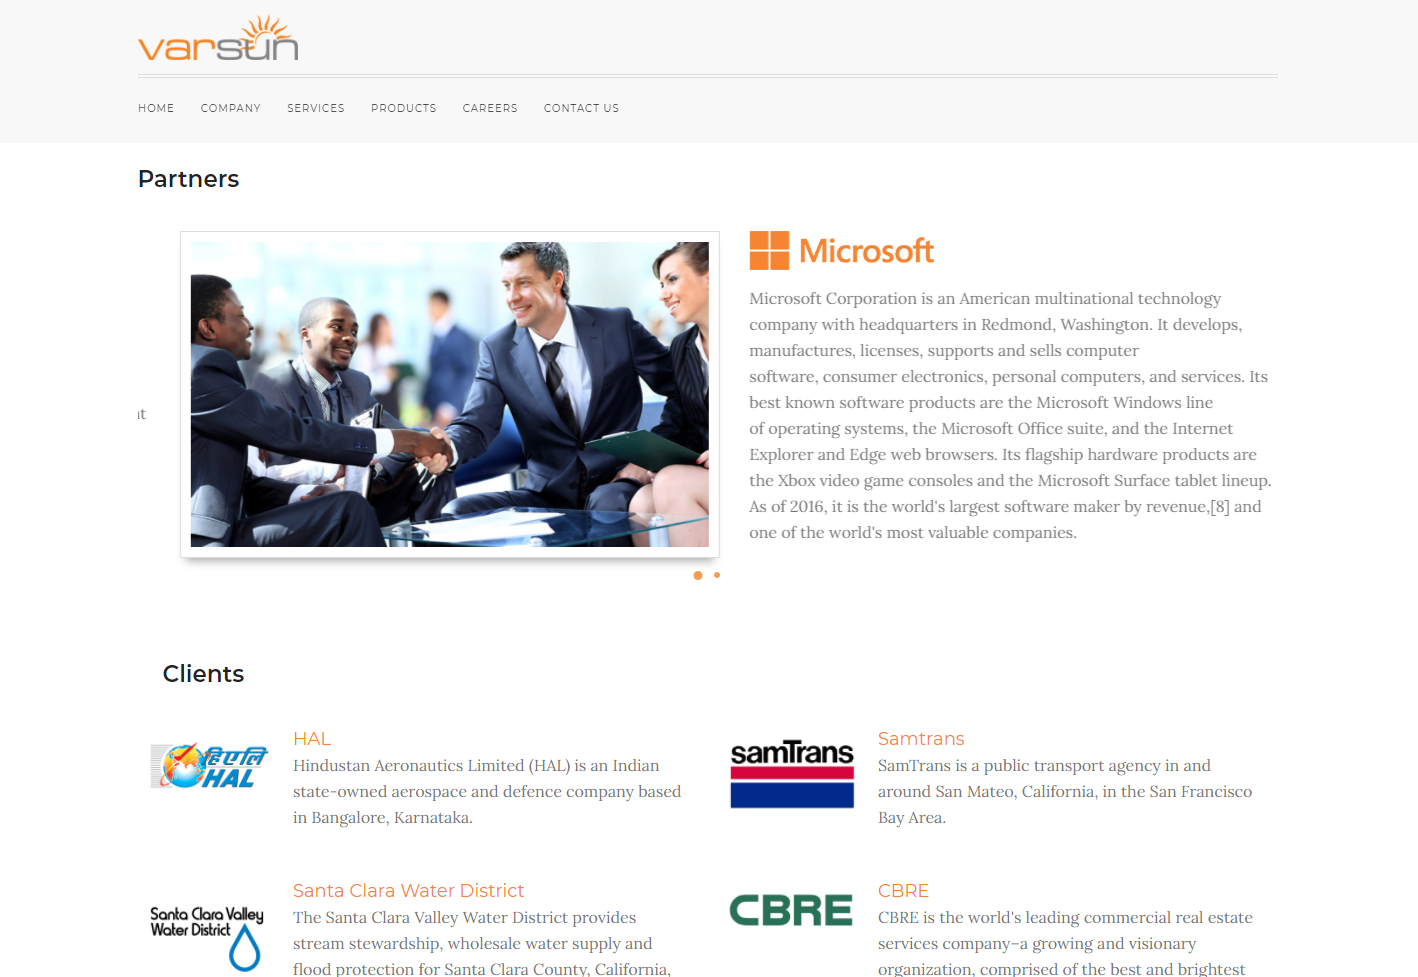 varsun
HOME COMPANY SERVICES PRODUCTS CAREERS CONTACT US
Partners
Microsoft
Microsoft Corporation is an American multinational technology
company with headquarters in Redmond, Washington. It develops,
manufactures, licenses, supports and sells computer
software, consumer electronics, personal computers, and services. Its
best known software products are the Microsoft Windows line
of operating systems, the Microsoft Office suite, and the Internet
Explorer and Edge web browsers. Its flagship hardware products are
the Xbox video game consoles and the Microsoft Surface tablet lineup.
As of 2016, it is the world's largest software maker by revenue,[8] and
one of the world's most valuable companies.
Clients
हिएएलि
HAL
HAL
Hindustan Aeronautics Limited (HAL) is an Indian
state-owned aerospace and defence company based
in Bangalore, Karnataka.
samTrans
Samtrans
SamTrans is a public transport agency in and
around San Mateo, California, in the San Francisco
Bay Area.
Santa Clara Valley
Water District
Santa Clara Water District
The Santa Clara Valley Water District provides
stream stewardship, wholesale water supply and
flood protection for Santa Clara County, California,
CBRE
CBRE
CBRE is the world's leading commercial real estate
services company–a growing and visionary
organization, comprised of the best and brightest